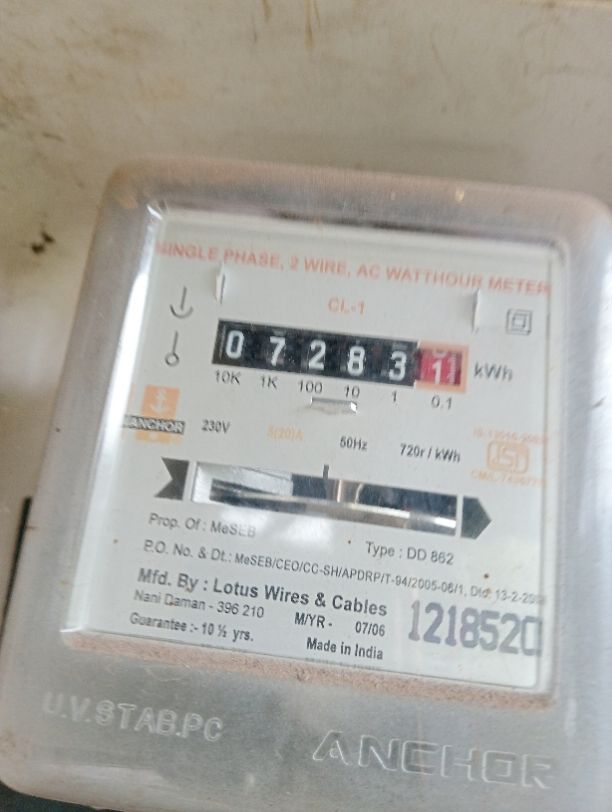 SINGLE PHASE, 2 WIRE, AC WATTHOUR METER
CL-1
0 7 2 8 3 1 kWh
10K 1K 100 10 1 0.1
ANCHOR 230V 5(20)A 50Hz 720r / kWh
Prop. Of : MeSEB
Type : DD 862
P.O. No. & Dt.: MeSEB/CEO/CC-SH/APDRP/T-94/2005-06/1, Dtd. 13-2-
Mfd. By : Lotus Wires & Cables
Nani Daman - 396 210 M/YR - 07/06
Guarantee :- 10 ½ yrs. Made in India
1218520
U.V.STAB.PC
ANCHOR